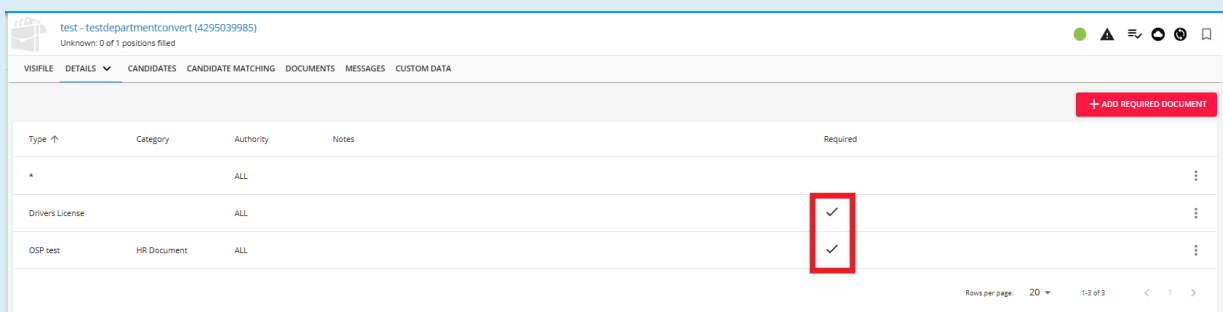 test - testdepartmentconvert (4295039985)
Unknown: 0 of 1 positions filled
VISIFILE DETAILS CANDIDATES CANDIDATE MATCHING DOCUMENTS MESSAGES CUSTOM DATA
+ ADD REQUIRED DOCUMENT
Type ↑ Category Authority Notes Required
* ALL
Drivers License ALL ✓
OSP test HR Document ALL ✓
Rows per page: 20 1-3 of 3 < 1 >